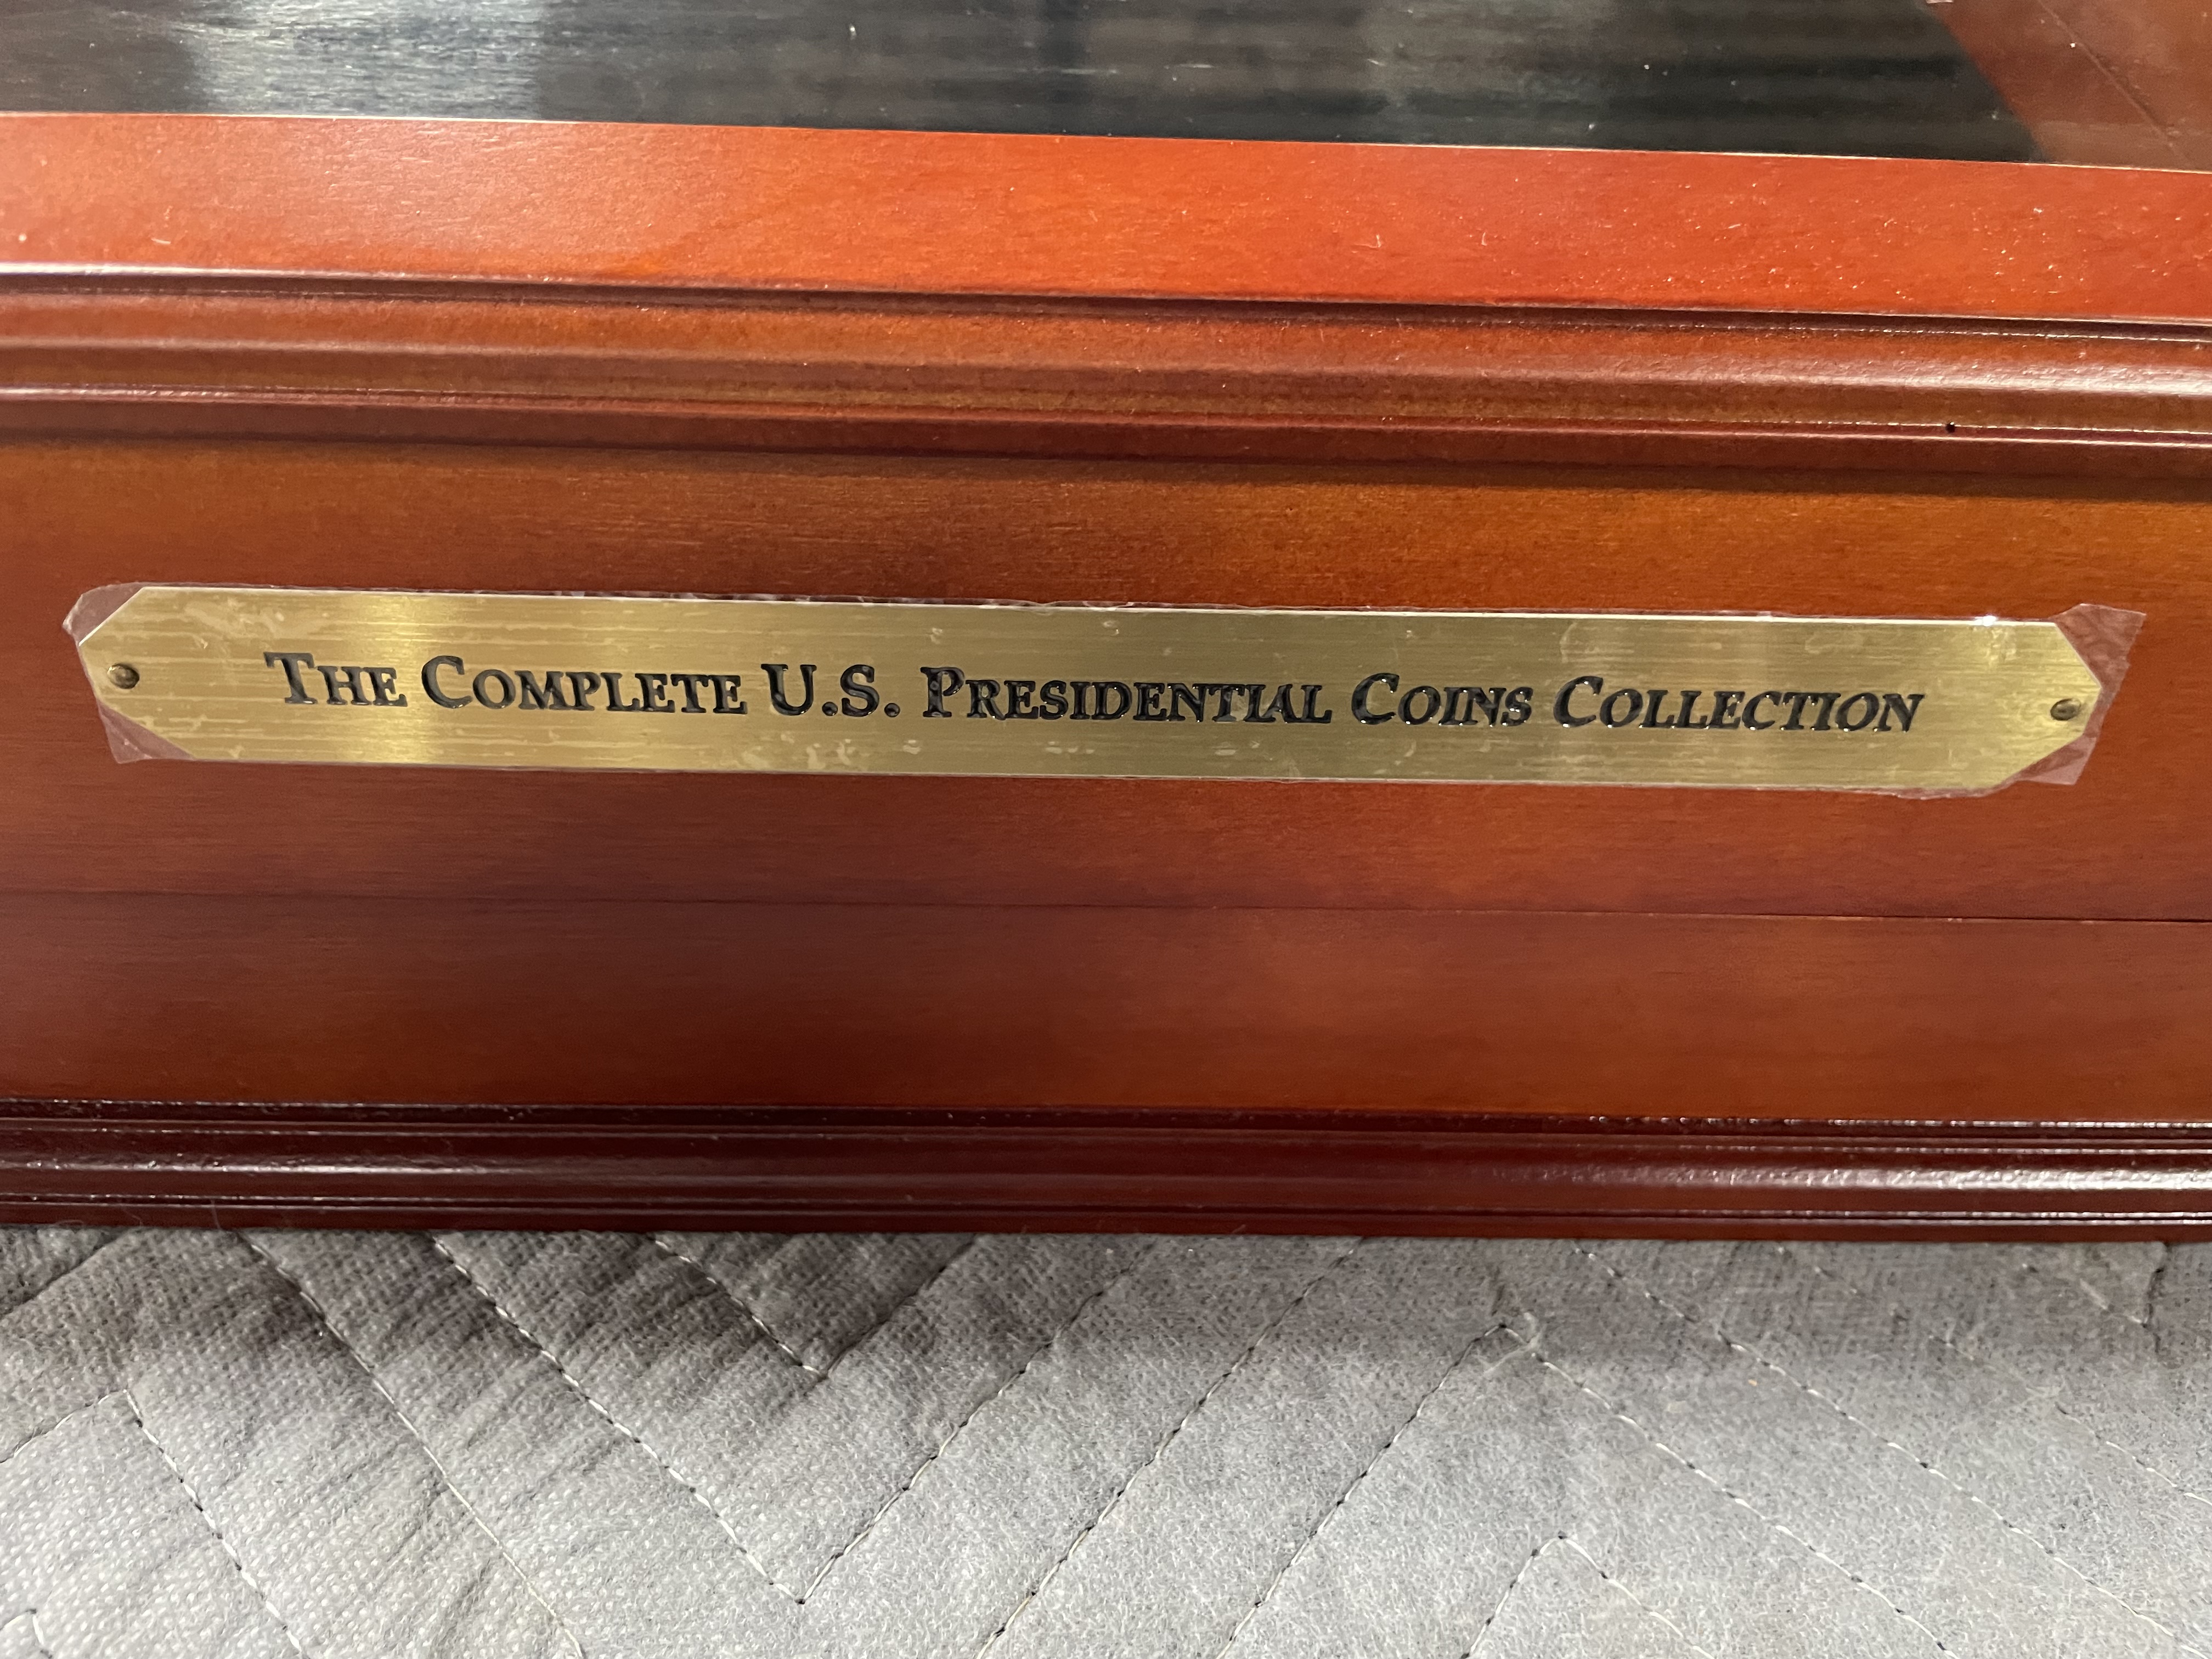 THE COMPLETE U.S. PRESIDENTIAL COINS COLLECTION